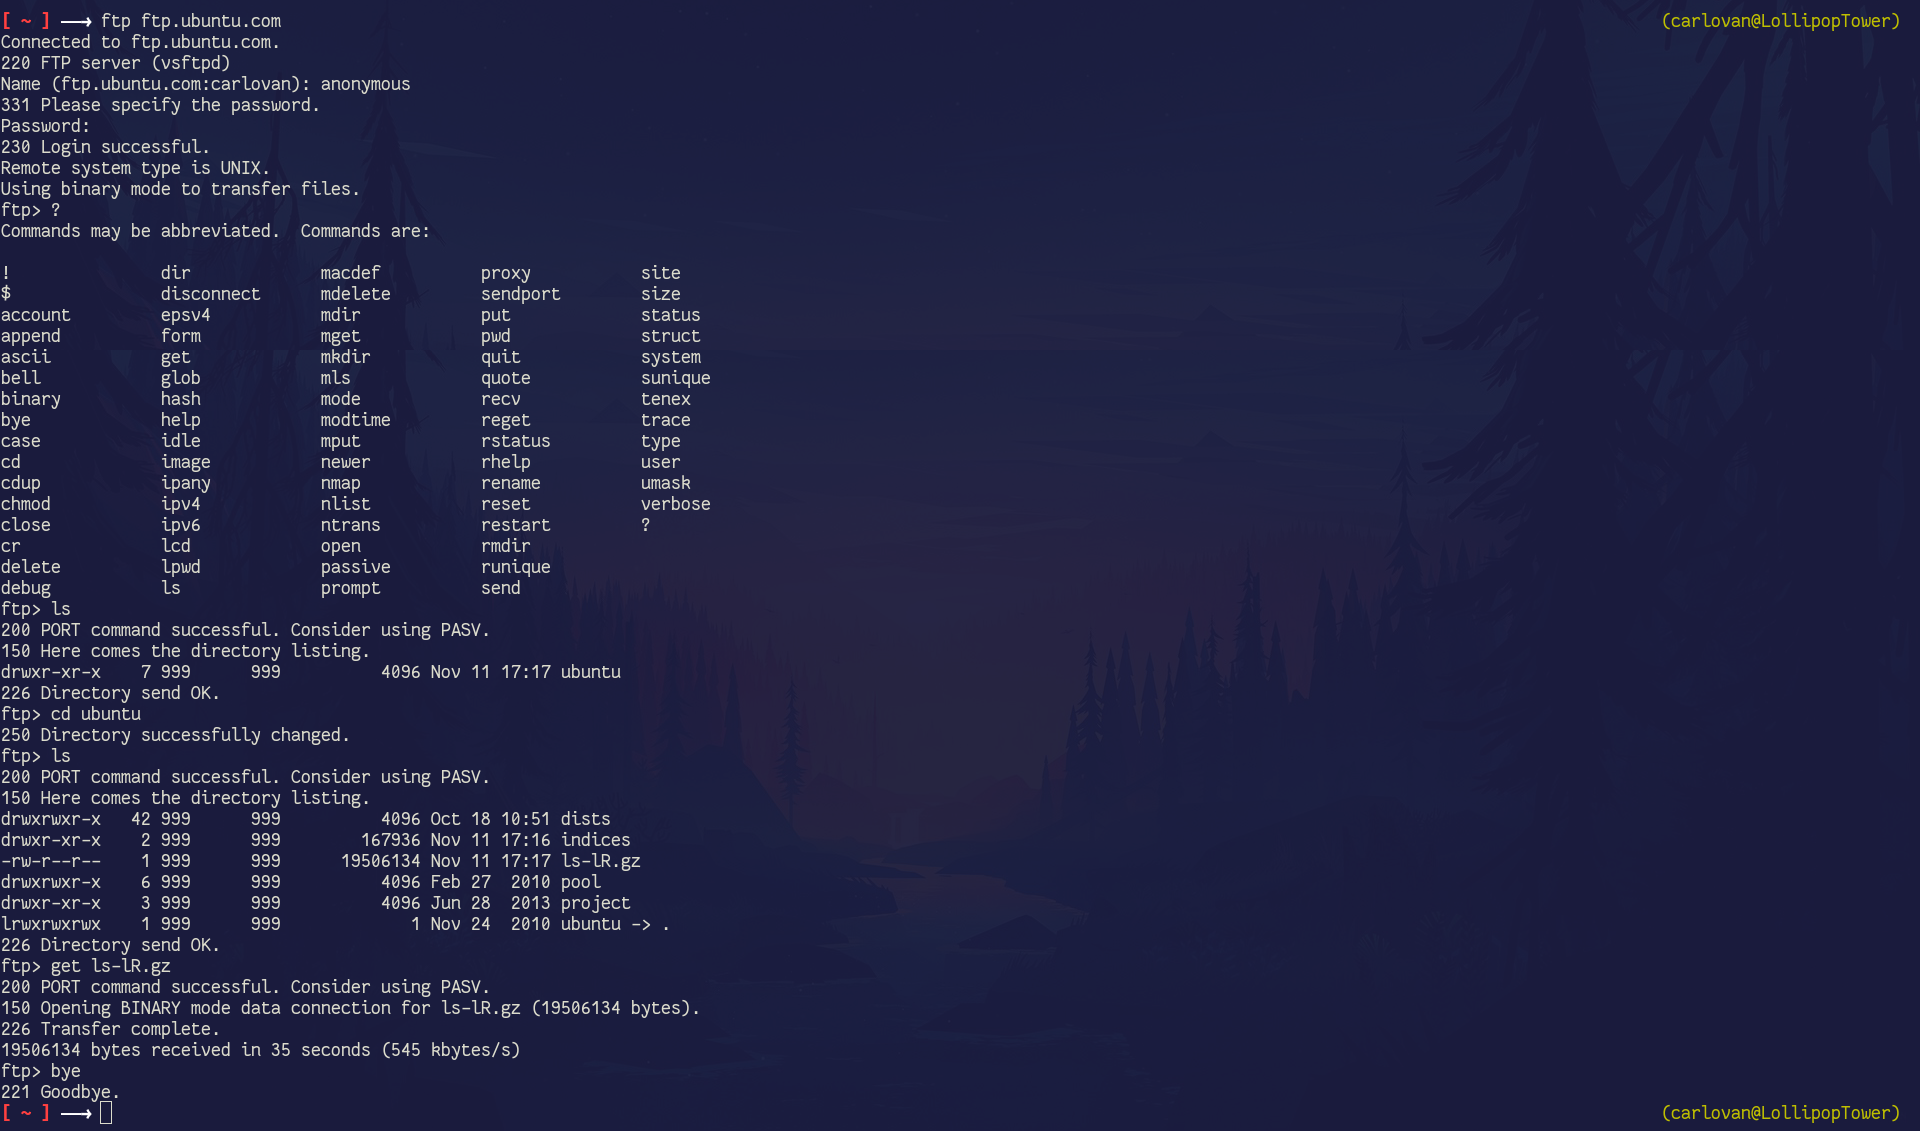 [ ~ ] ⟶ ftp ftp.ubuntu.com (carlovan@LollipopTower)
Connected to ftp.ubuntu.com.
220 FTP server (vsftpd)
Name (ftp.ubuntu.com:carlovan): anonymous
331 Please specify the password.
Password:
230 Login successful.
Remote system type is UNIX.
Using binary mode to transfer files.
ftp> ?
Commands may be abbreviated.  Commands are:
!               dir             macdef          proxy           site
$               disconnect      mdelete         sendport        size
account         epsv4           mdir            put             status
append          form            mget            pwd             struct
ascii           get             mkdir           quit            system
bell            glob            mls             quote           sunique
binary          hash            mode            recv            tenex
bye             help            modtime         reget           trace
case            idle            mput            rstatus         type
cd              image           newer           rhelp           user
cdup            ipany           nmap            rename          umask
chmod           ipv4            nlist           reset           verbose
close           ipv6            ntrans          restart         ?
cr              lcd             open            rmdir
delete          lpwd            passive         runique
debug           ls              prompt          send
ftp> ls
200 PORT command successful. Consider using PASV.
150 Here comes the directory listing.
drwxr-xr-x    7 999      999          4096 Nov 11 17:17 ubuntu
226 Directory send OK.
ftp> cd ubuntu
250 Directory successfully changed.
ftp> ls
200 PORT command successful. Consider using PASV.
150 Here comes the directory listing.
drwxrwxr-x   42 999      999          4096 Oct 18 10:51 dists
drwxr-xr-x    2 999      999        167936 Nov 11 17:16 indices
-rw-r--r--    1 999      999      19506134 Nov 11 17:17 ls-lR.gz
drwxrwxr-x    6 999      999          4096 Feb 27  2010 pool
drwxr-xr-x    3 999      999          4096 Jun 28  2013 project
lrwxrwxrwx    1 999      999             1 Nov 24  2010 ubuntu -> .
226 Directory send OK.
ftp> get ls-lR.gz
200 PORT command successful. Consider using PASV.
150 Opening BINARY mode data connection for ls-lR.gz (19506134 bytes).
226 Transfer complete.
19506134 bytes received in 35 seconds (545 kbytes/s)
ftp> bye
221 Goodbye.
[ ~ ] ⟶ (carlovan@LollipopTower)